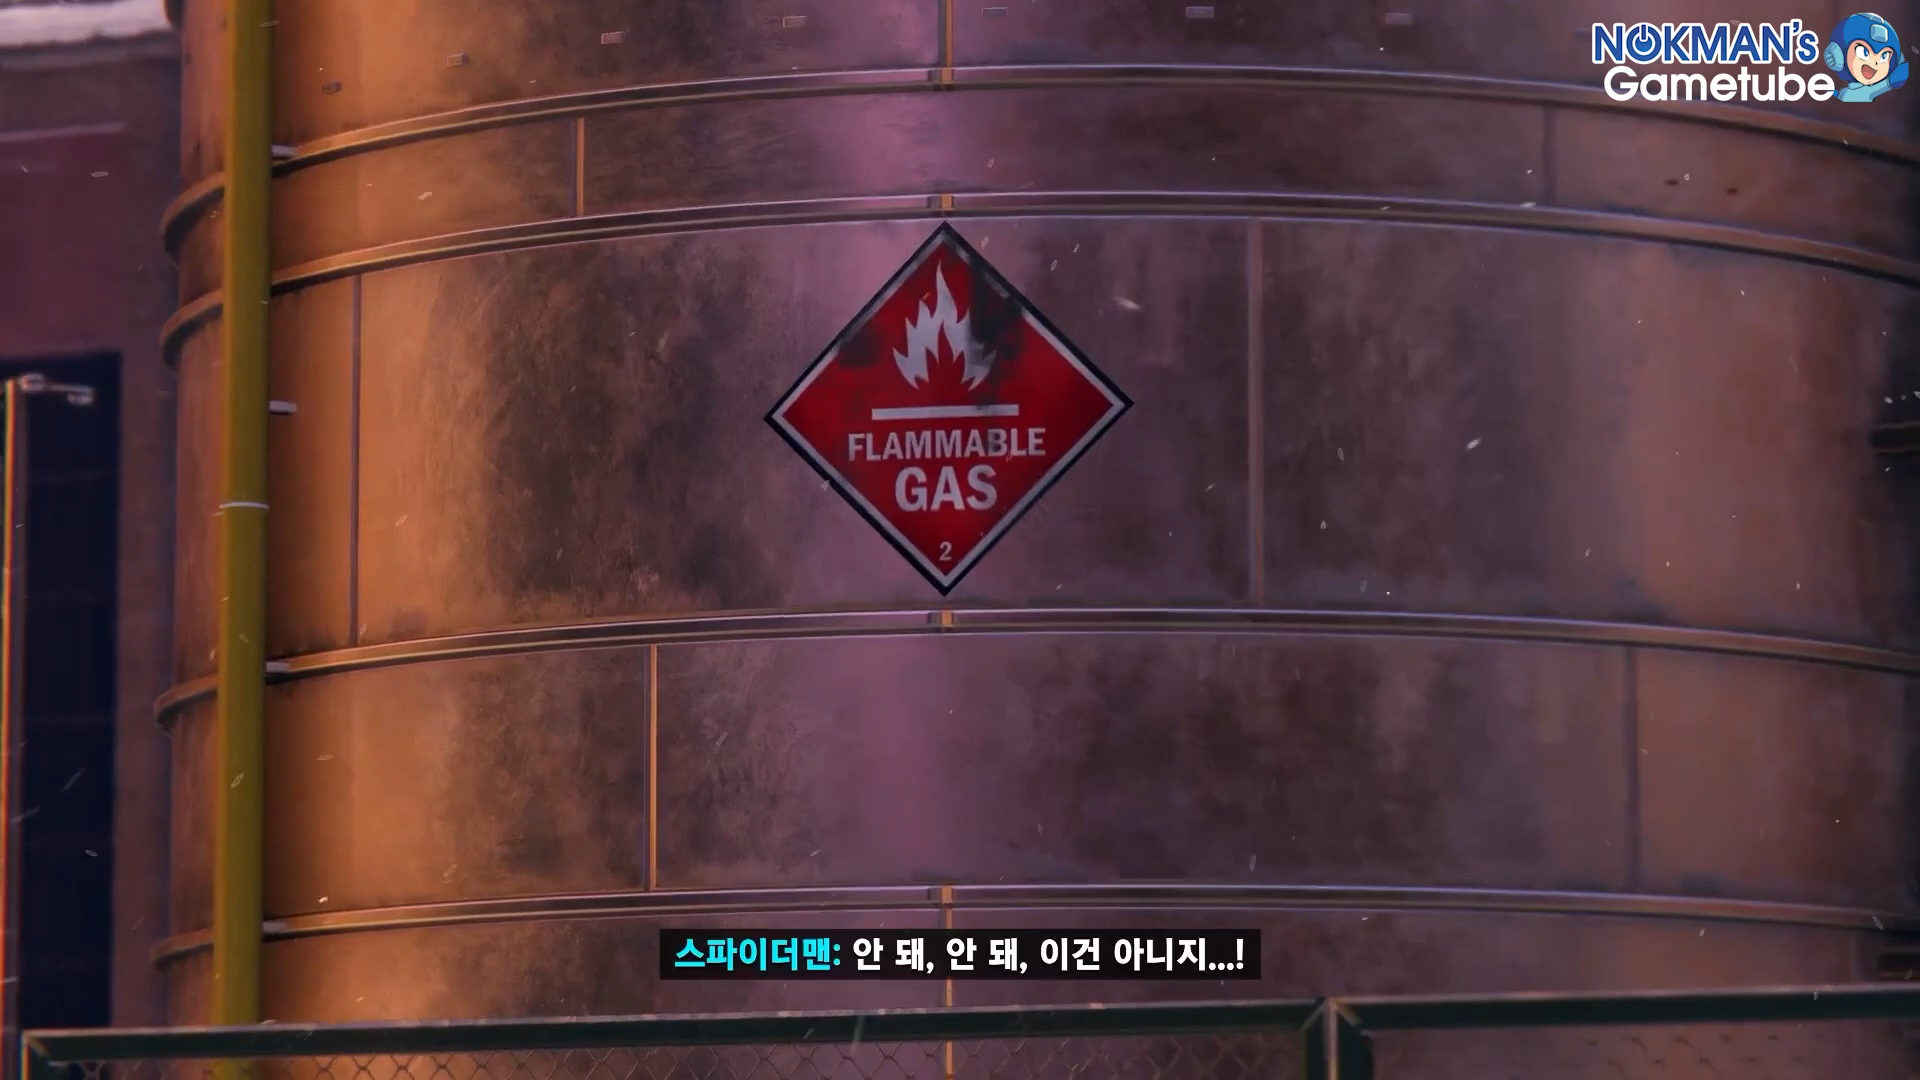 NOKMAN's
Gametube
FLAMMABLE
GAS
2
스파이더맨: 안 돼, 안 돼, 이건 아니지...!